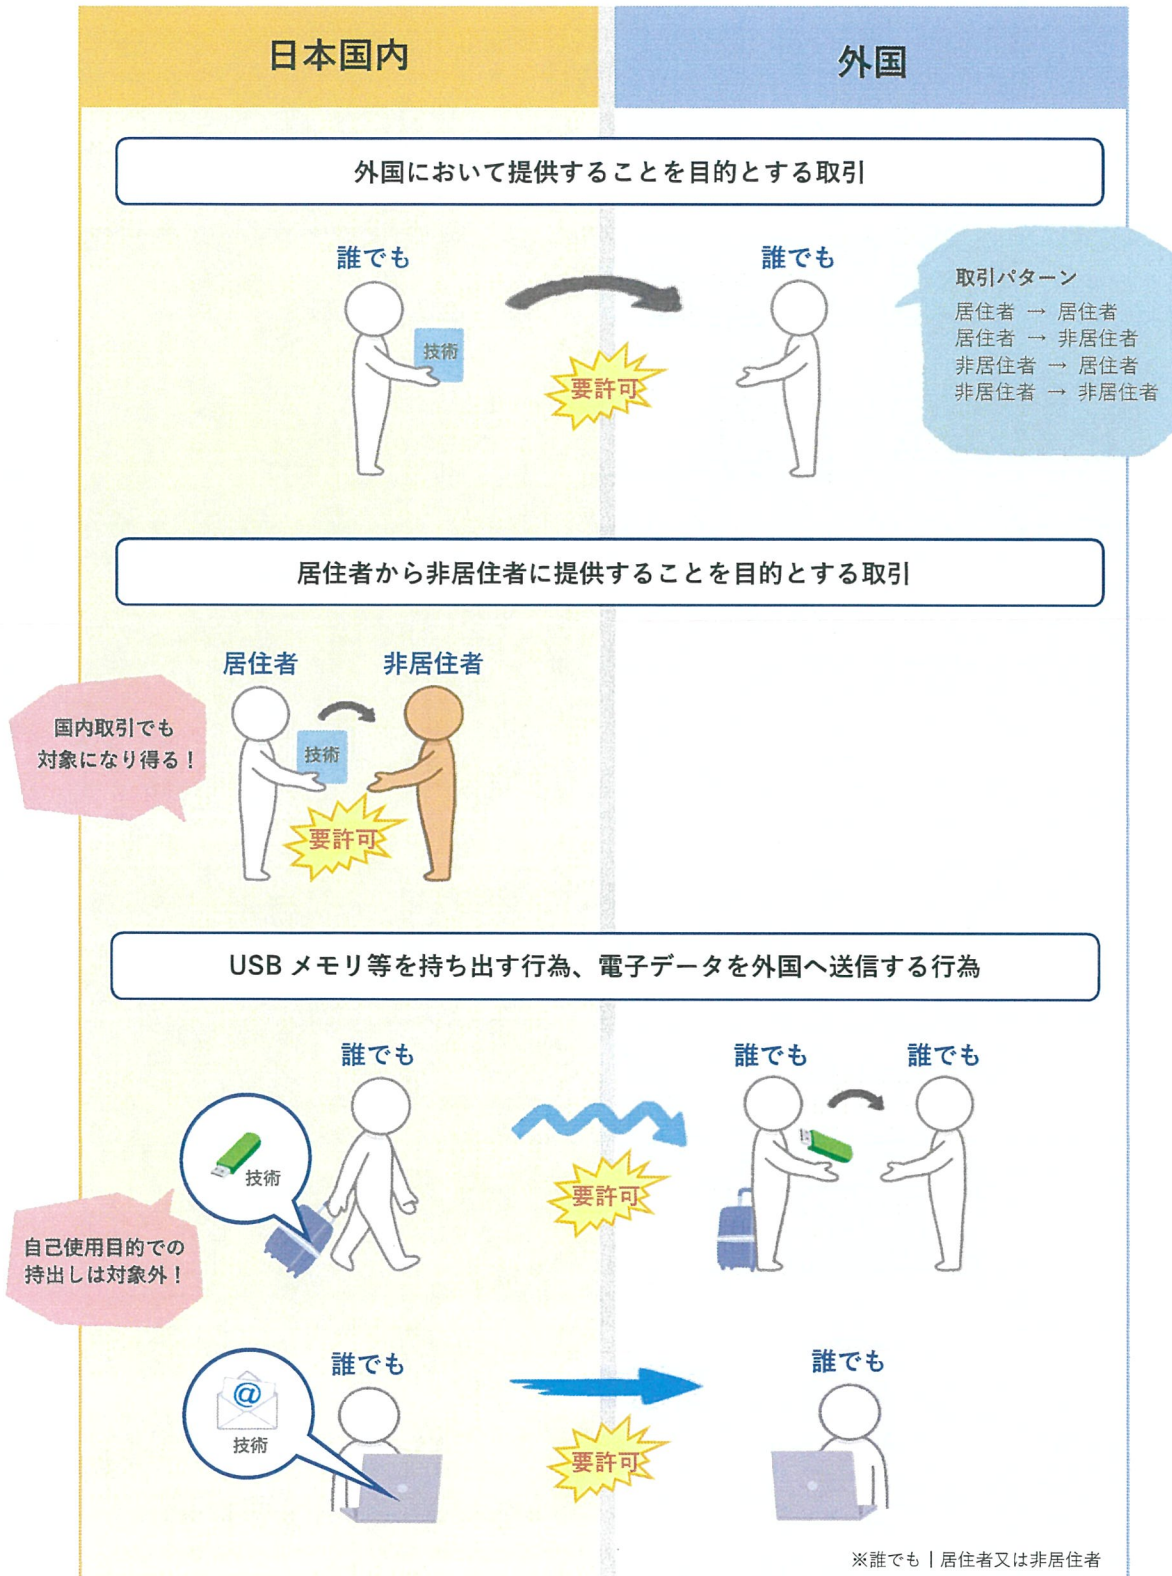 日本国内
外国
外国において提供することを目的とする取引
誰でも
誰でも
技術
要許可
取引パターン
居住者 → 居住者
居住者 → 非居住者
非居住者 → 居住者
非居住者 → 非居住者
居住者から非居住者に提供することを目的とする取引
居住者
非居住者
国内取引でも
対象になり得る！
技術
要許可
USB メモリ等を持ち出す行為、電子データを外国へ送信する行為
誰でも
誰でも
誰でも
技術
要許可
自己使用目的での
持出しは対象外！
誰でも
誰でも
@
技術
要許可
※誰でも｜居住者又は非居住者